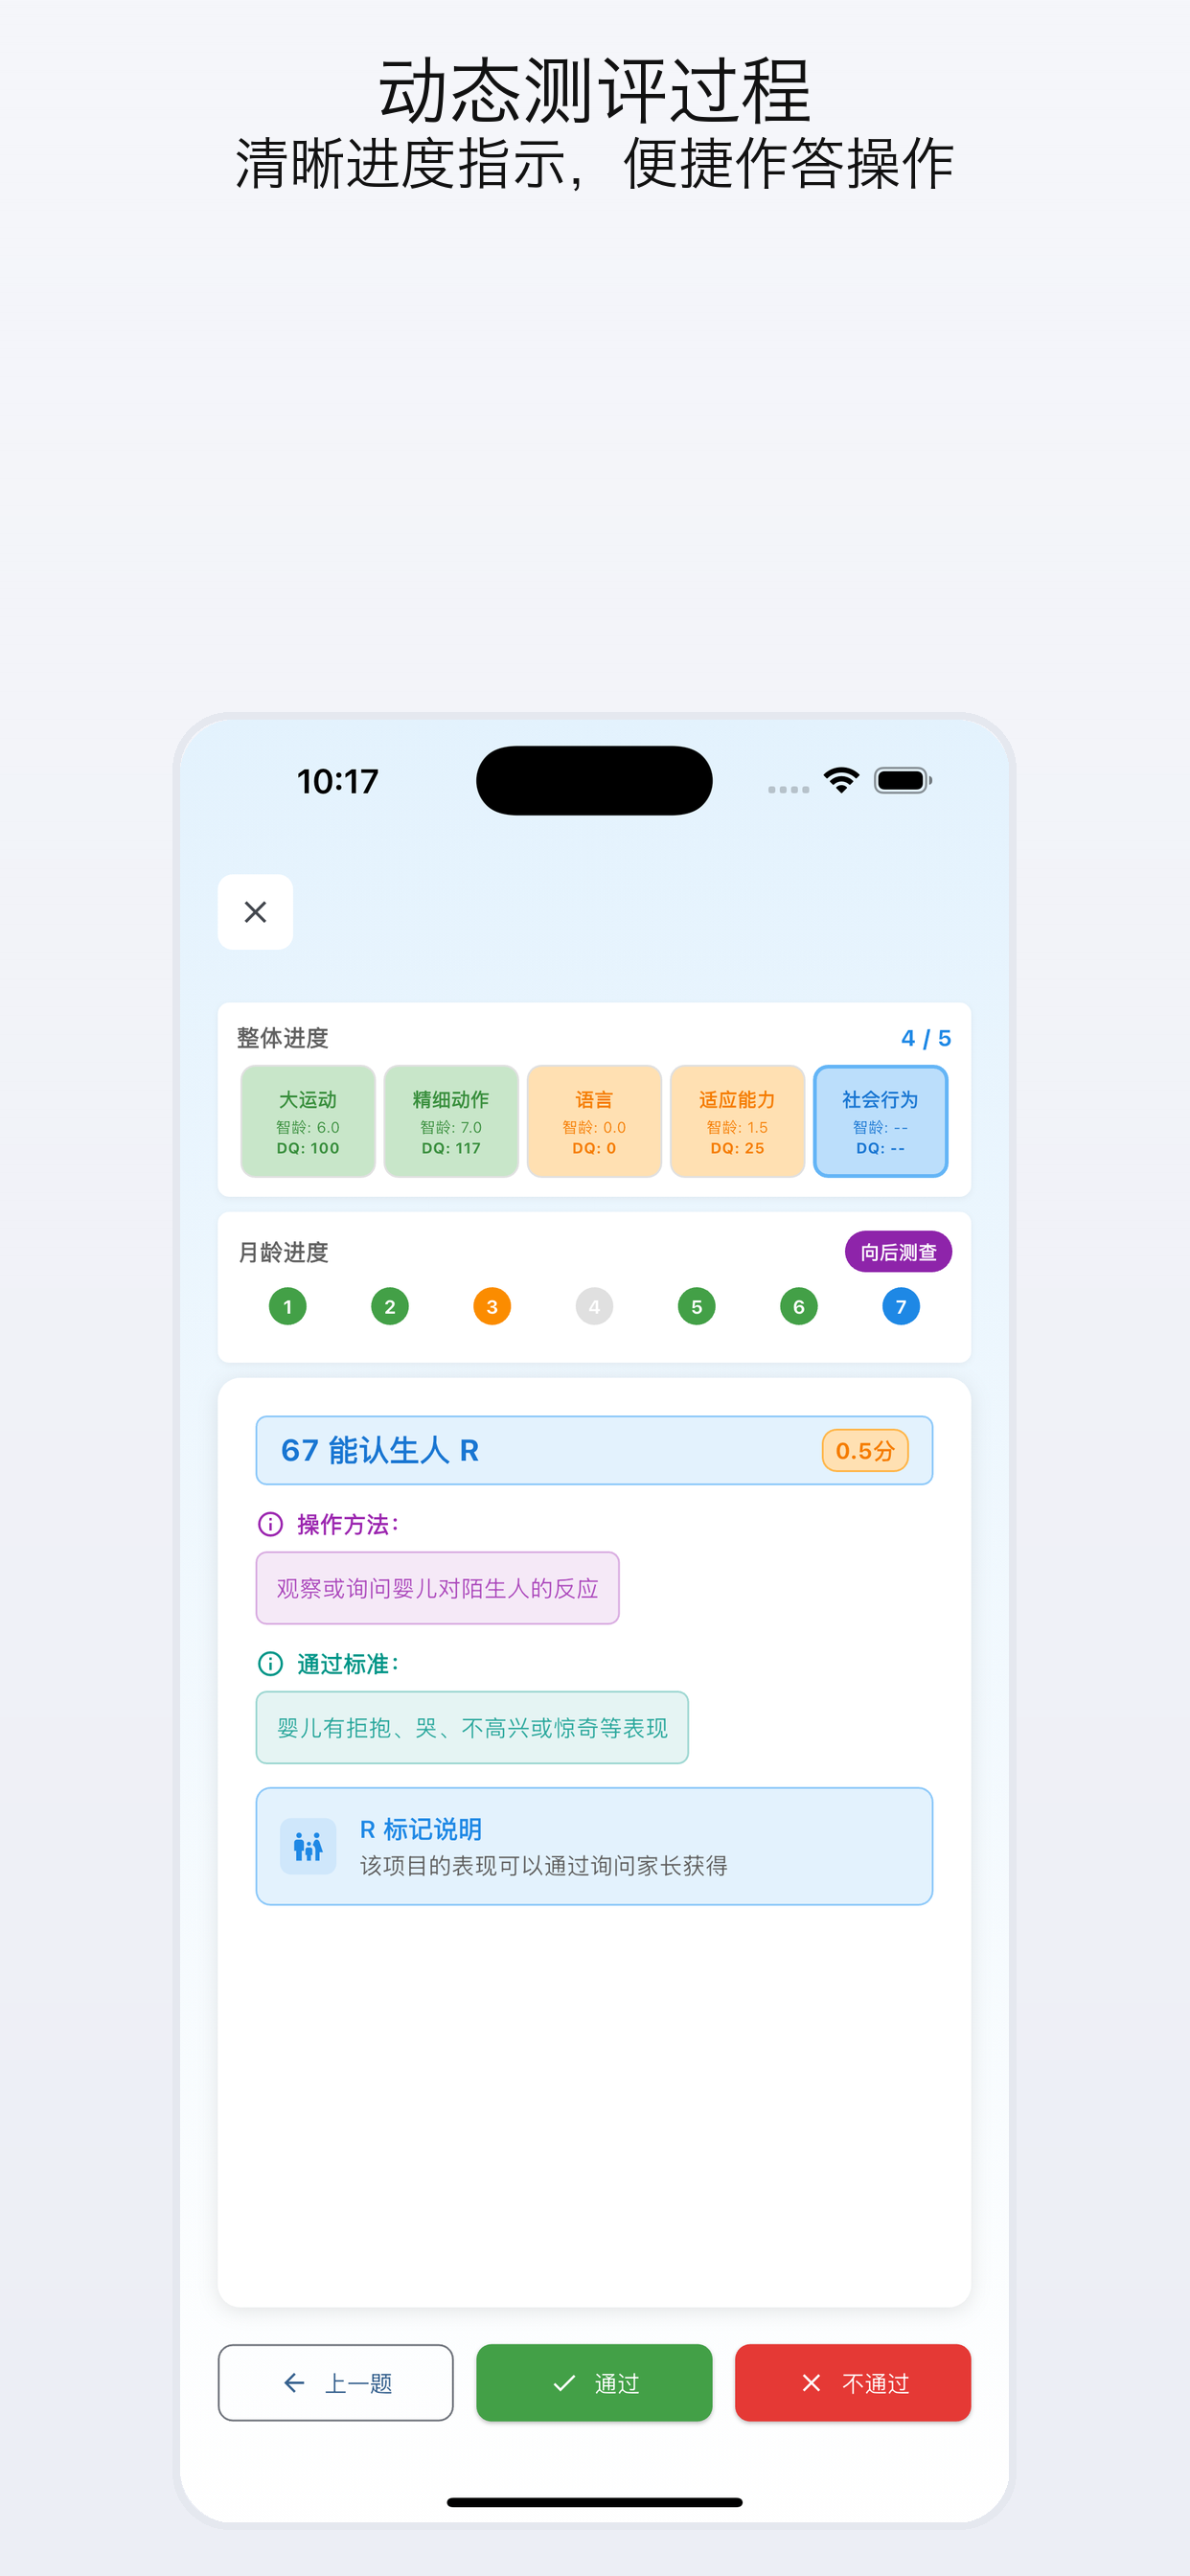 动态测评过程
清晰进度指示，便捷作答操作
10:17
整体进度
4 / 5
大运动
智龄: 6.0
DQ: 100
精细动作
智龄: 7.0
DQ: 117
语言
智龄: 0.0
DQ: 0
适应能力
智龄: 1.5
DQ: 25
社会行为
智龄: --
DQ: --
月龄进度
向后测查
1 2 3 4 5 6 7
67 能认生人 R
0.5分
操作方法：
观察或询问婴儿对陌生人的反应
通过标准：
婴儿有拒抱、哭、不高兴或惊奇等表现
R 标记说明
该项目的表现可以通过询问家长获得
上一题
通过
不通过